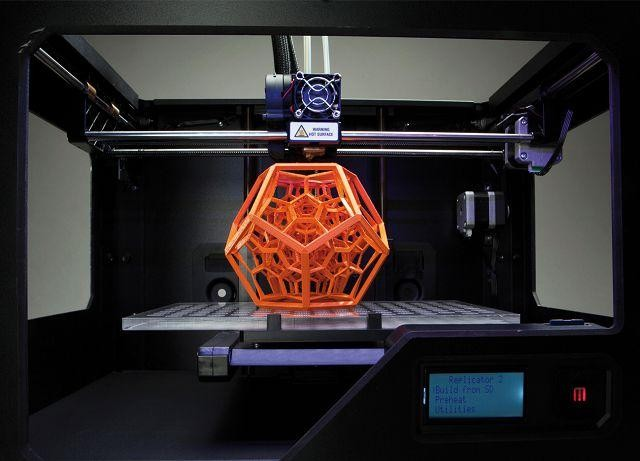 WARNING
HOT SURFACE
Replicator 2
Build from SD
Preheat
Utilities
M